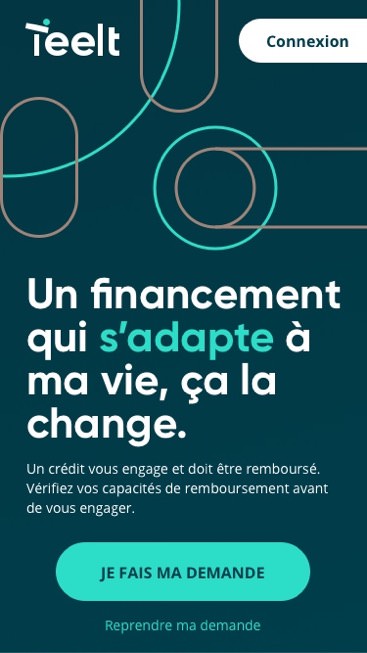 Teelt
Connexion
Un financement
qui s’adapte à
ma vie, ça la
change.
Un crédit vous engage et doit être remboursé.
Vérifiez vos capacités de remboursement avant
de vous engager.
JE FAIS MA DEMANDE
Reprendre ma demande